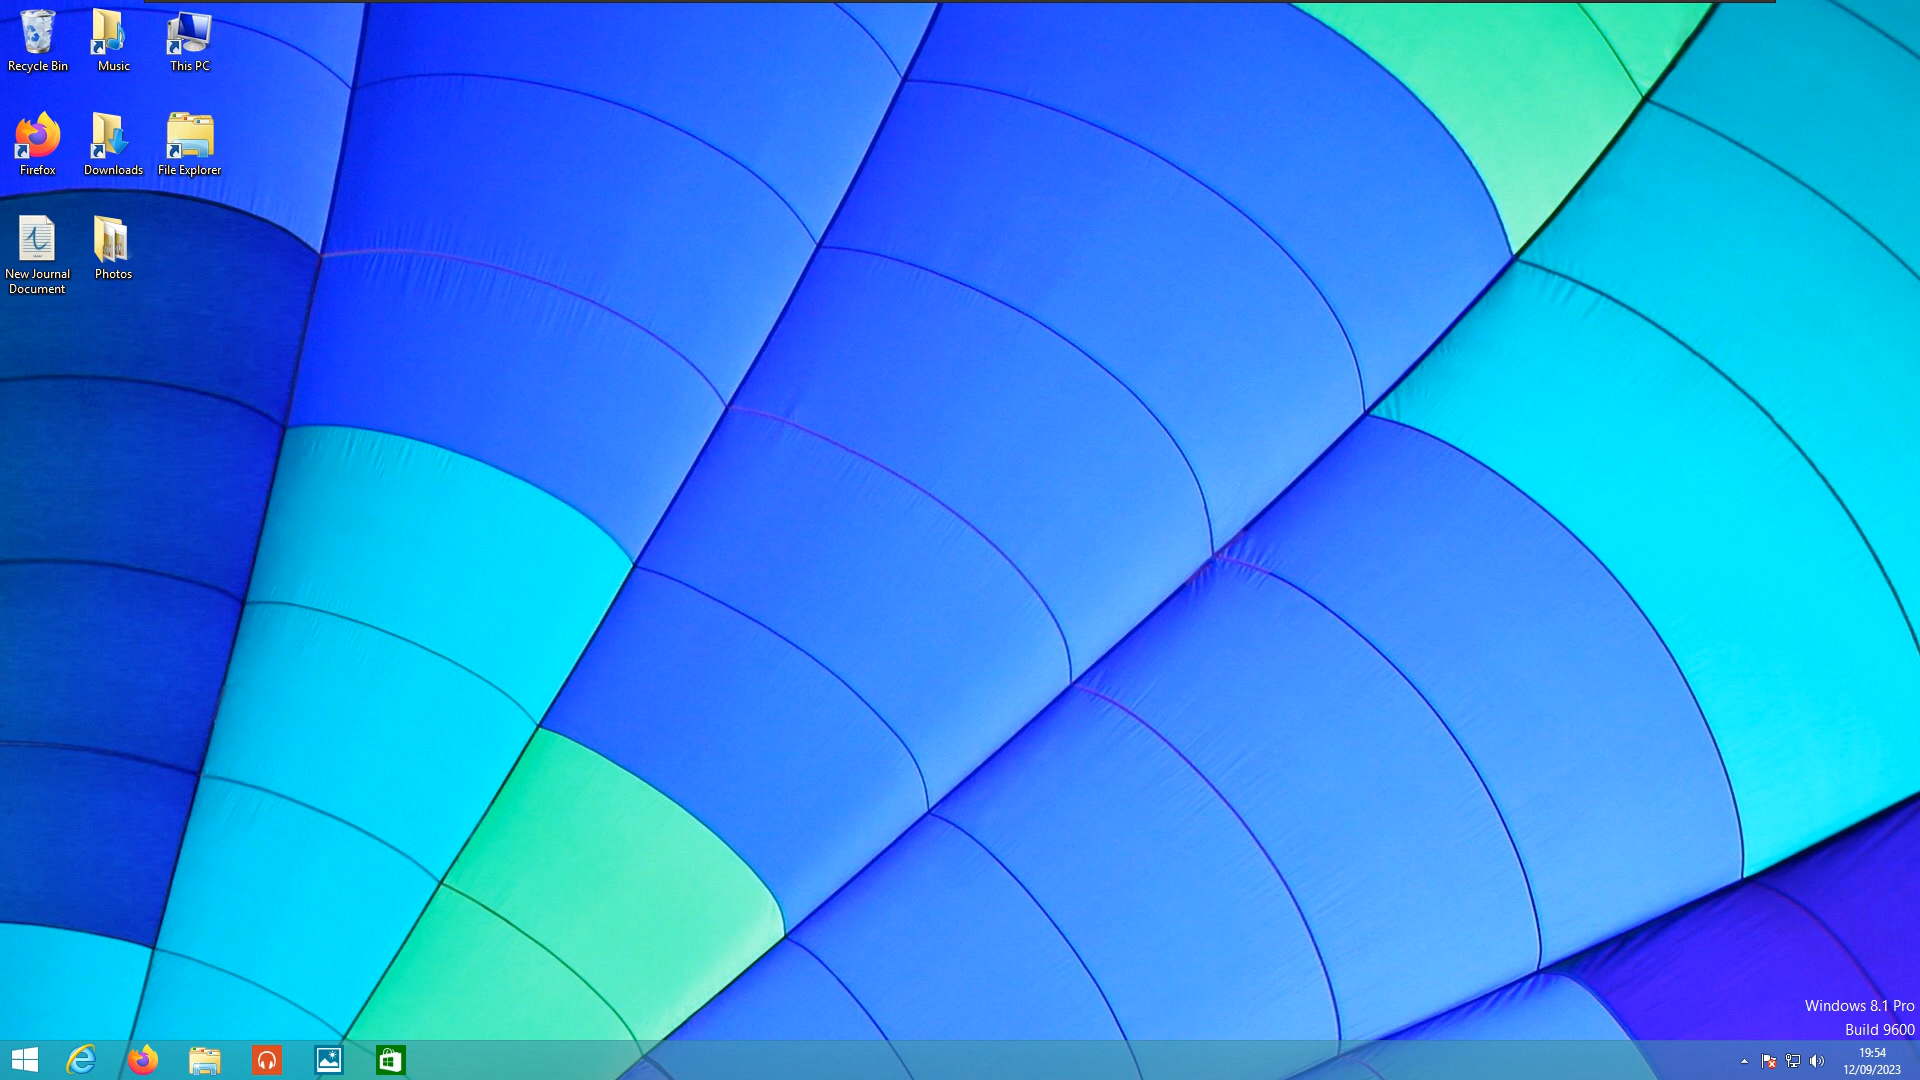 Recycle Bin
Music
This PC
Firefox
Downloads
File Explorer
New Journal
Document
Photos
Windows 8.1 Pro
Build 9600
19:54
12/09/2023